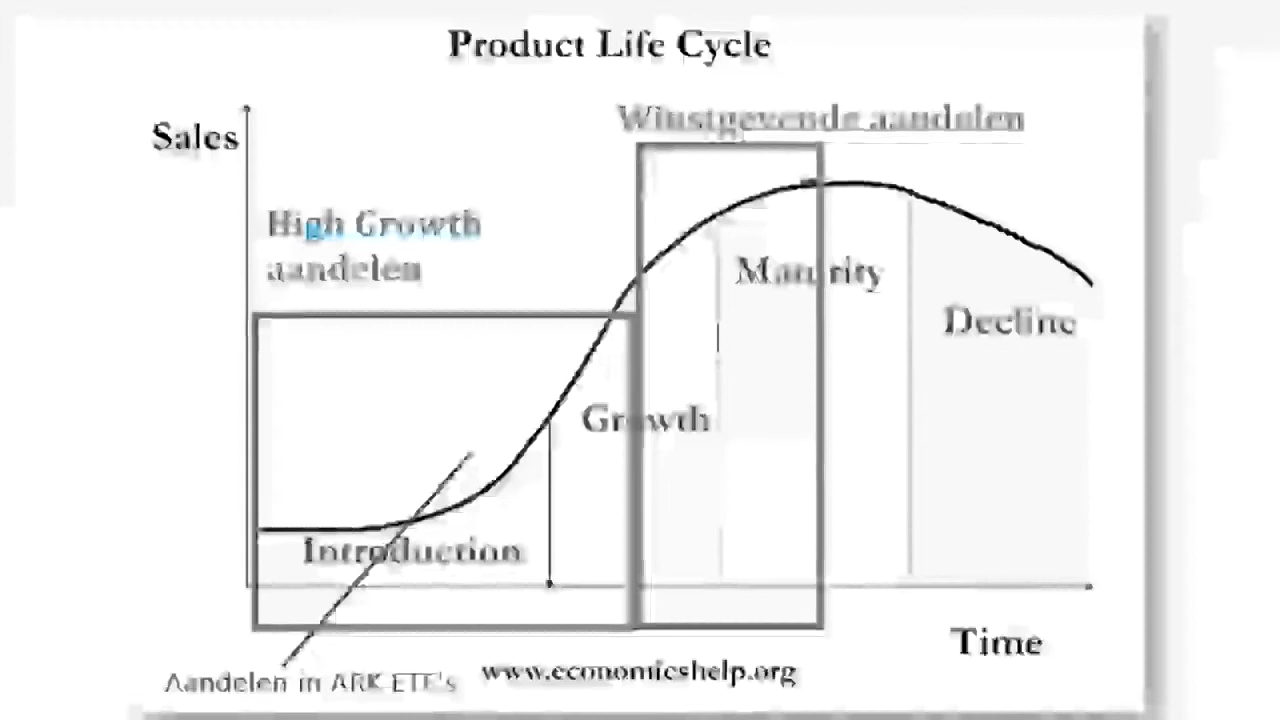 Product Life Cycle
Sales
Winstgevende aandelen
High Growth
aandelen
Maturity
Decline
Growth
Introduction
Time
Aandelen in ARK ETF's
www.economicshelp.org